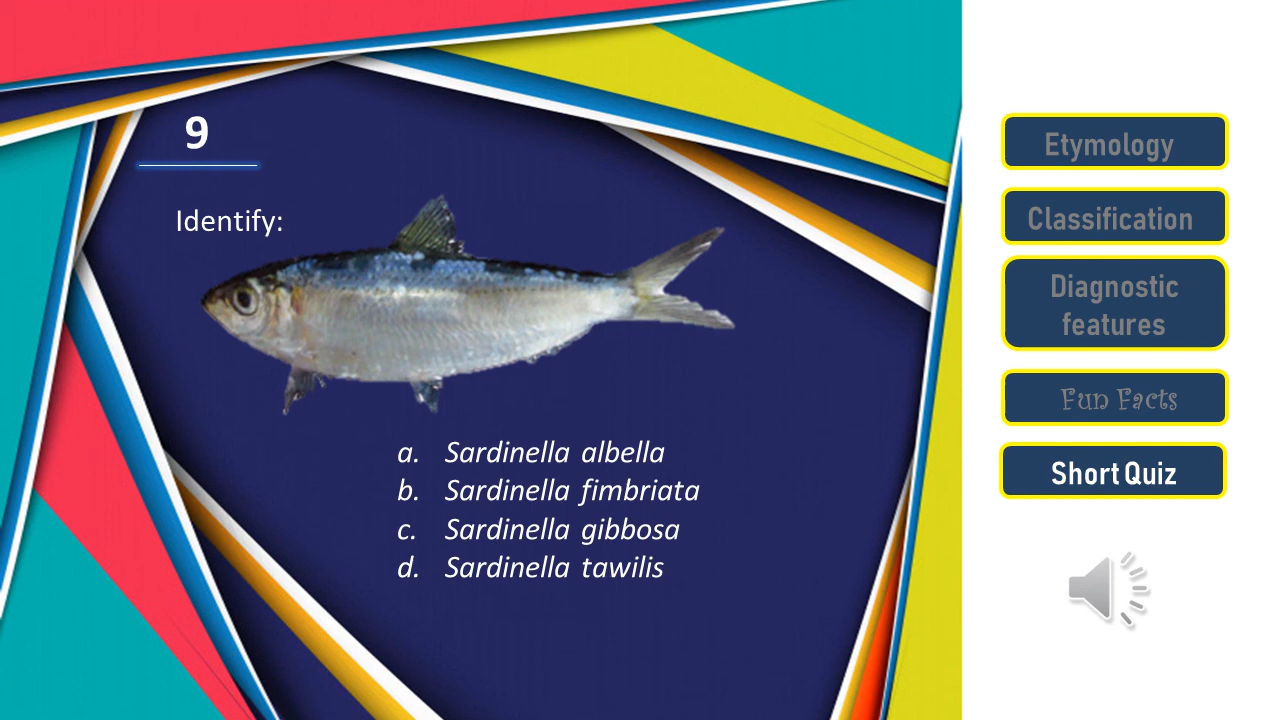 9
Identify:
a. Sardinella albella
b. Sardinella fimbriata
c. Sardinella gibbosa
d. Sardinella tawilis
Etymology
Classification
Diagnostic
features
Fun Facts
Short Quiz